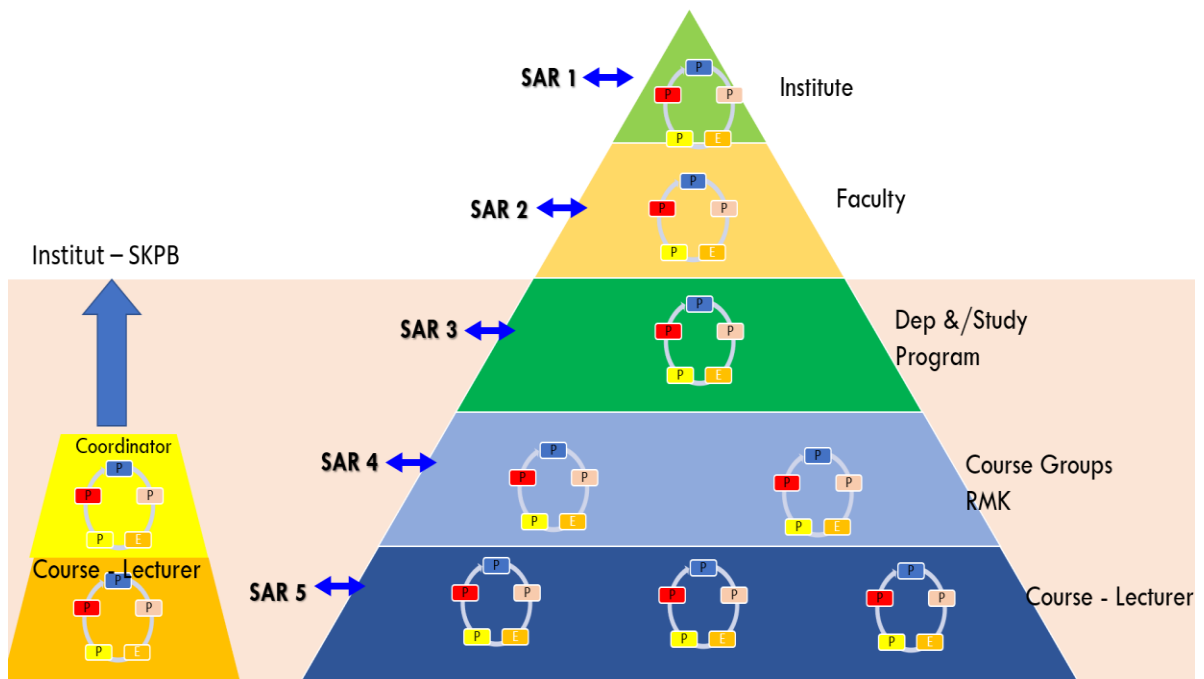 SAR 1
P
P
P
P
E
Institute
SAR 2
P
P
P
P
E
Faculty
Institut – SKPB
SAR 3
P
P
P
P
E
Dep &/Study
Program
Coordinator
P
P
P
P
E
SAR 4
P
P
P
P
E
P
P
P
P
E
Course Groups
RMK
Course - Lecturer
P
P
P
P
E
SAR 5
P
P
P
P
E
P
P
P
P
E
P
P
P
P
E
Course - Lecturer